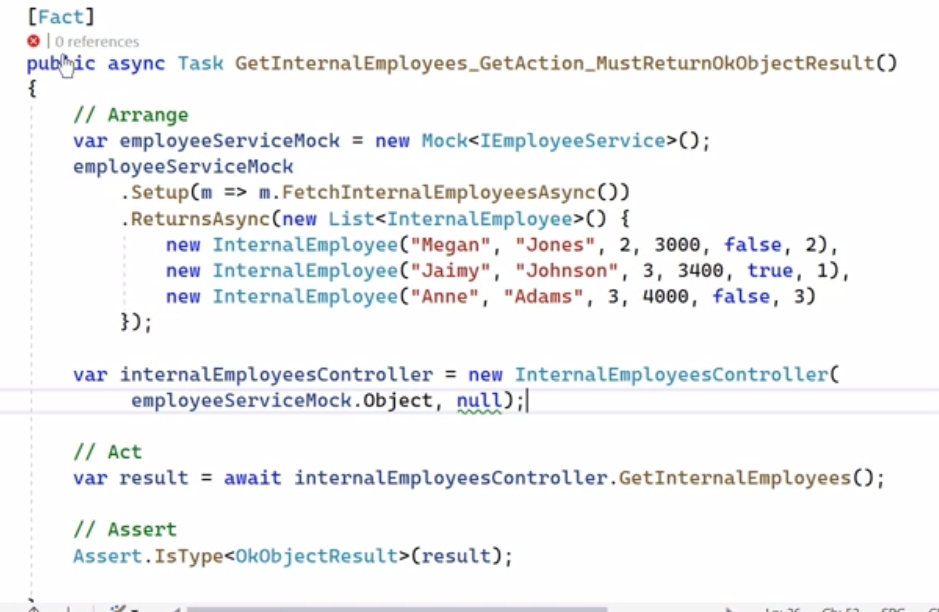 [Fact]
0 references
public async Task GetInternalEmployees_GetAction_MustReturnOkObjectResult()
{
// Arrange
var employeeServiceMock = new Mock<IEmployeeService>();
employeeServiceMock
.Setup(m => m.FetchInternalEmployeesAsync())
.ReturnsAsync(new List<InternalEmployee>() {
new InternalEmployee("Megan", "Jones", 2, 3000, false, 2),
new InternalEmployee("Jaimy", "Johnson", 3, 3400, true, 1),
new InternalEmployee("Anne", "Adams", 3, 4000, false, 3)
});
var internalEmployeesController = new InternalEmployeesController(
employeeServiceMock.Object, null);
// Act
var result = await internalEmployeesController.GetInternalEmployees();
// Assert
Assert.IsType<OkObjectResult>(result);